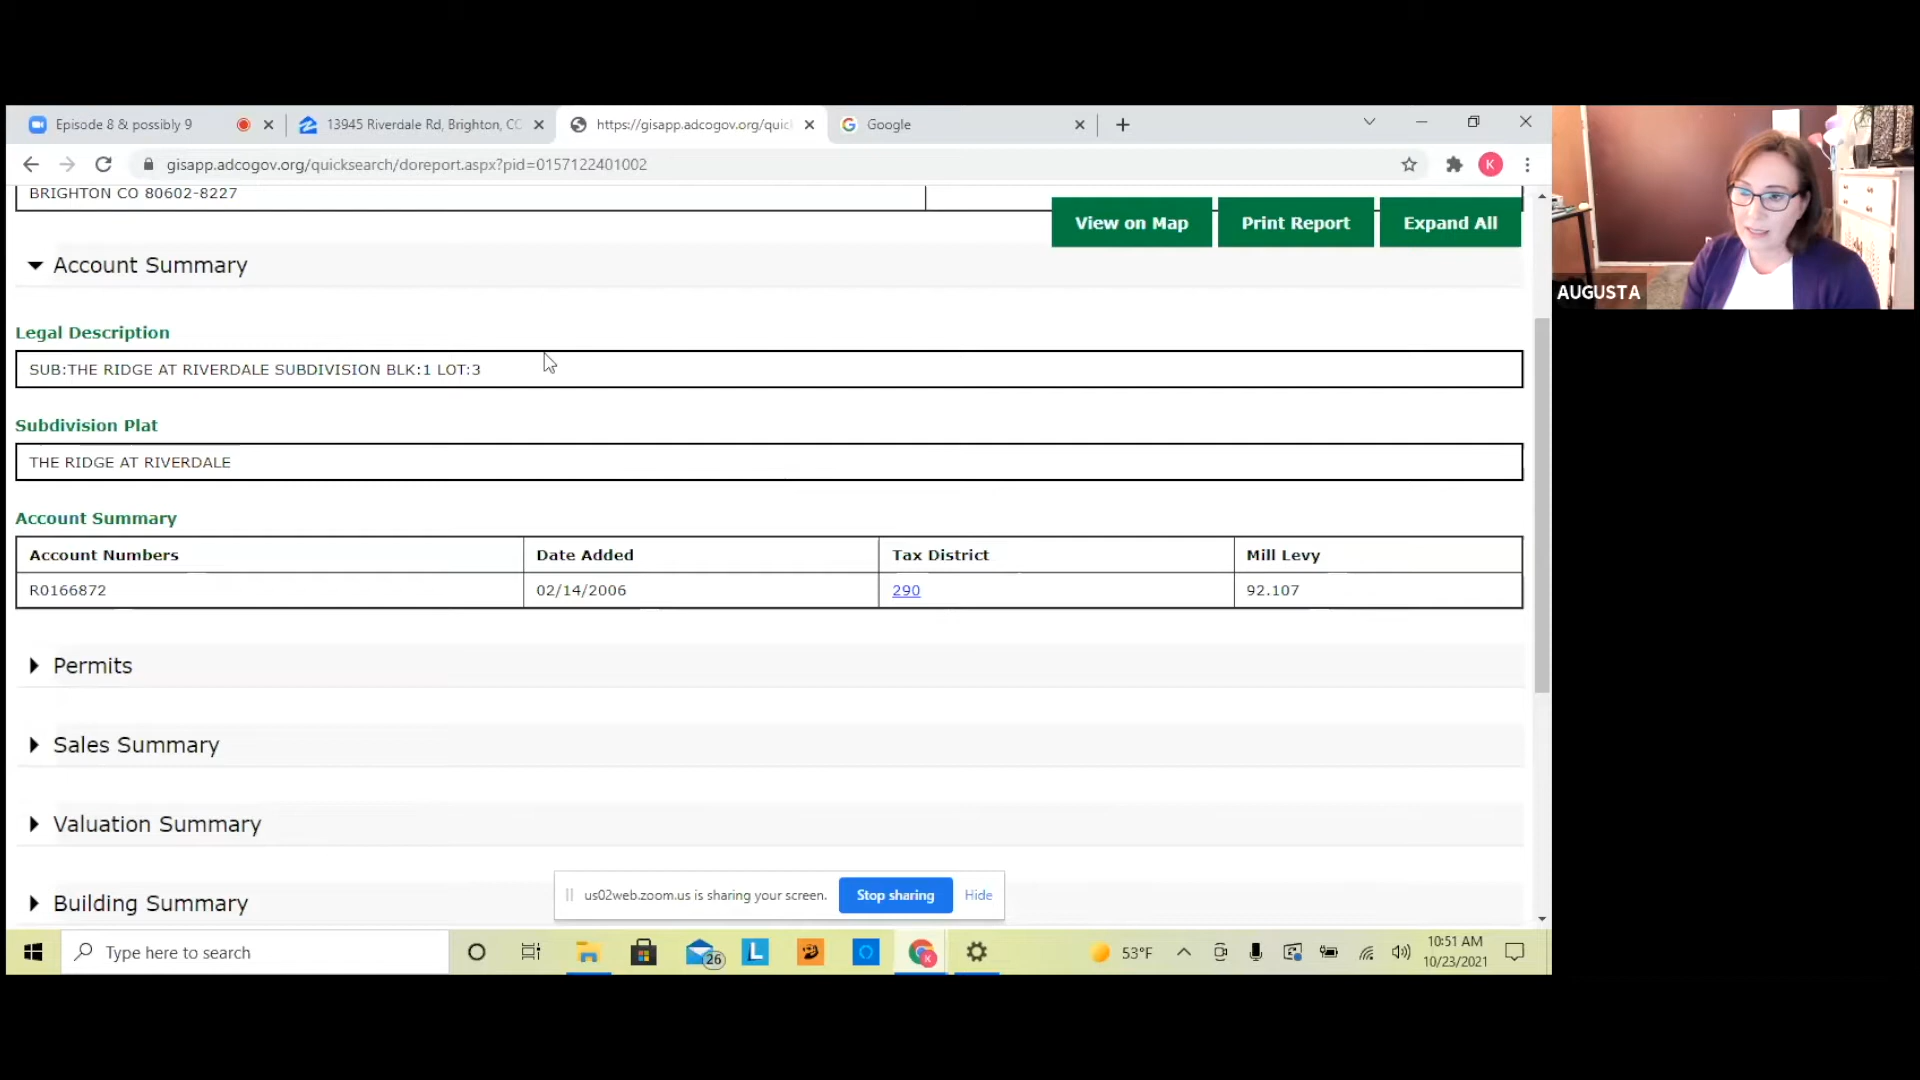 Episode 8 & possibly 9
13945 Riverdale Rd, Brighton, CO
https://gisapp.adcogov.org/quic
Google
gisapp.adcogov.org/quicksearch/doreport.aspx?pid=0157122401002
K
BRIGHTON CO 80602-8227
View on Map
Print Report
Expand All
Account Summary
AUGUSTA
Legal Description
SUB:THE RIDGE AT RIVERDALE SUBDIVISION BLK:1 LOT:3
Subdivision Plat
THE RIDGE AT RIVERDALE
Account Summary
Account Numbers Date Added Tax District Mill Levy
R0166872 02/14/2006 290 92.107
Permits
Sales Summary
Valuation Summary
Building Summary
us02web.zoom.us is sharing your screen. Stop sharing Hide
Type here to search
26
L
K
53°F
10:51 AM
10/23/2021